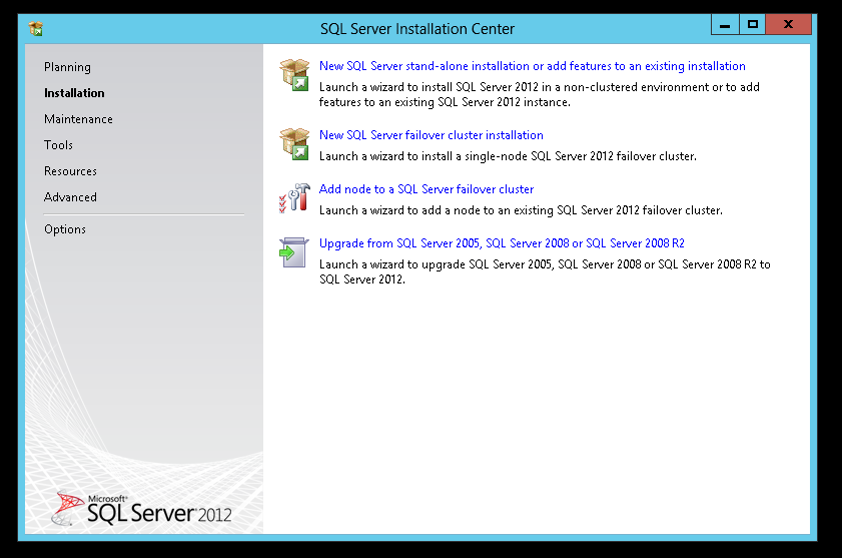 SQL Server Installation Center
Planning
Installation
Maintenance
Tools
Resources
Advanced
Options
New SQL Server stand-alone installation or add features to an existing installation
Launch a wizard to install SQL Server 2012 in a non-clustered environment or to add
features to an existing SQL Server 2012 instance.
New SQL Server failover cluster installation
Launch a wizard to install a single-node SQL Server 2012 failover cluster.
Add node to a SQL Server failover cluster
Launch a wizard to add a node to an existing SQL Server 2012 failover cluster.
Upgrade from SQL Server 2005, SQL Server 2008 or SQL Server 2008 R2
Launch a wizard to upgrade SQL Server 2005, SQL Server 2008 or SQL Server 2008 R2 to
SQL Server 2012.
Microsoft®
SQL Server 2012